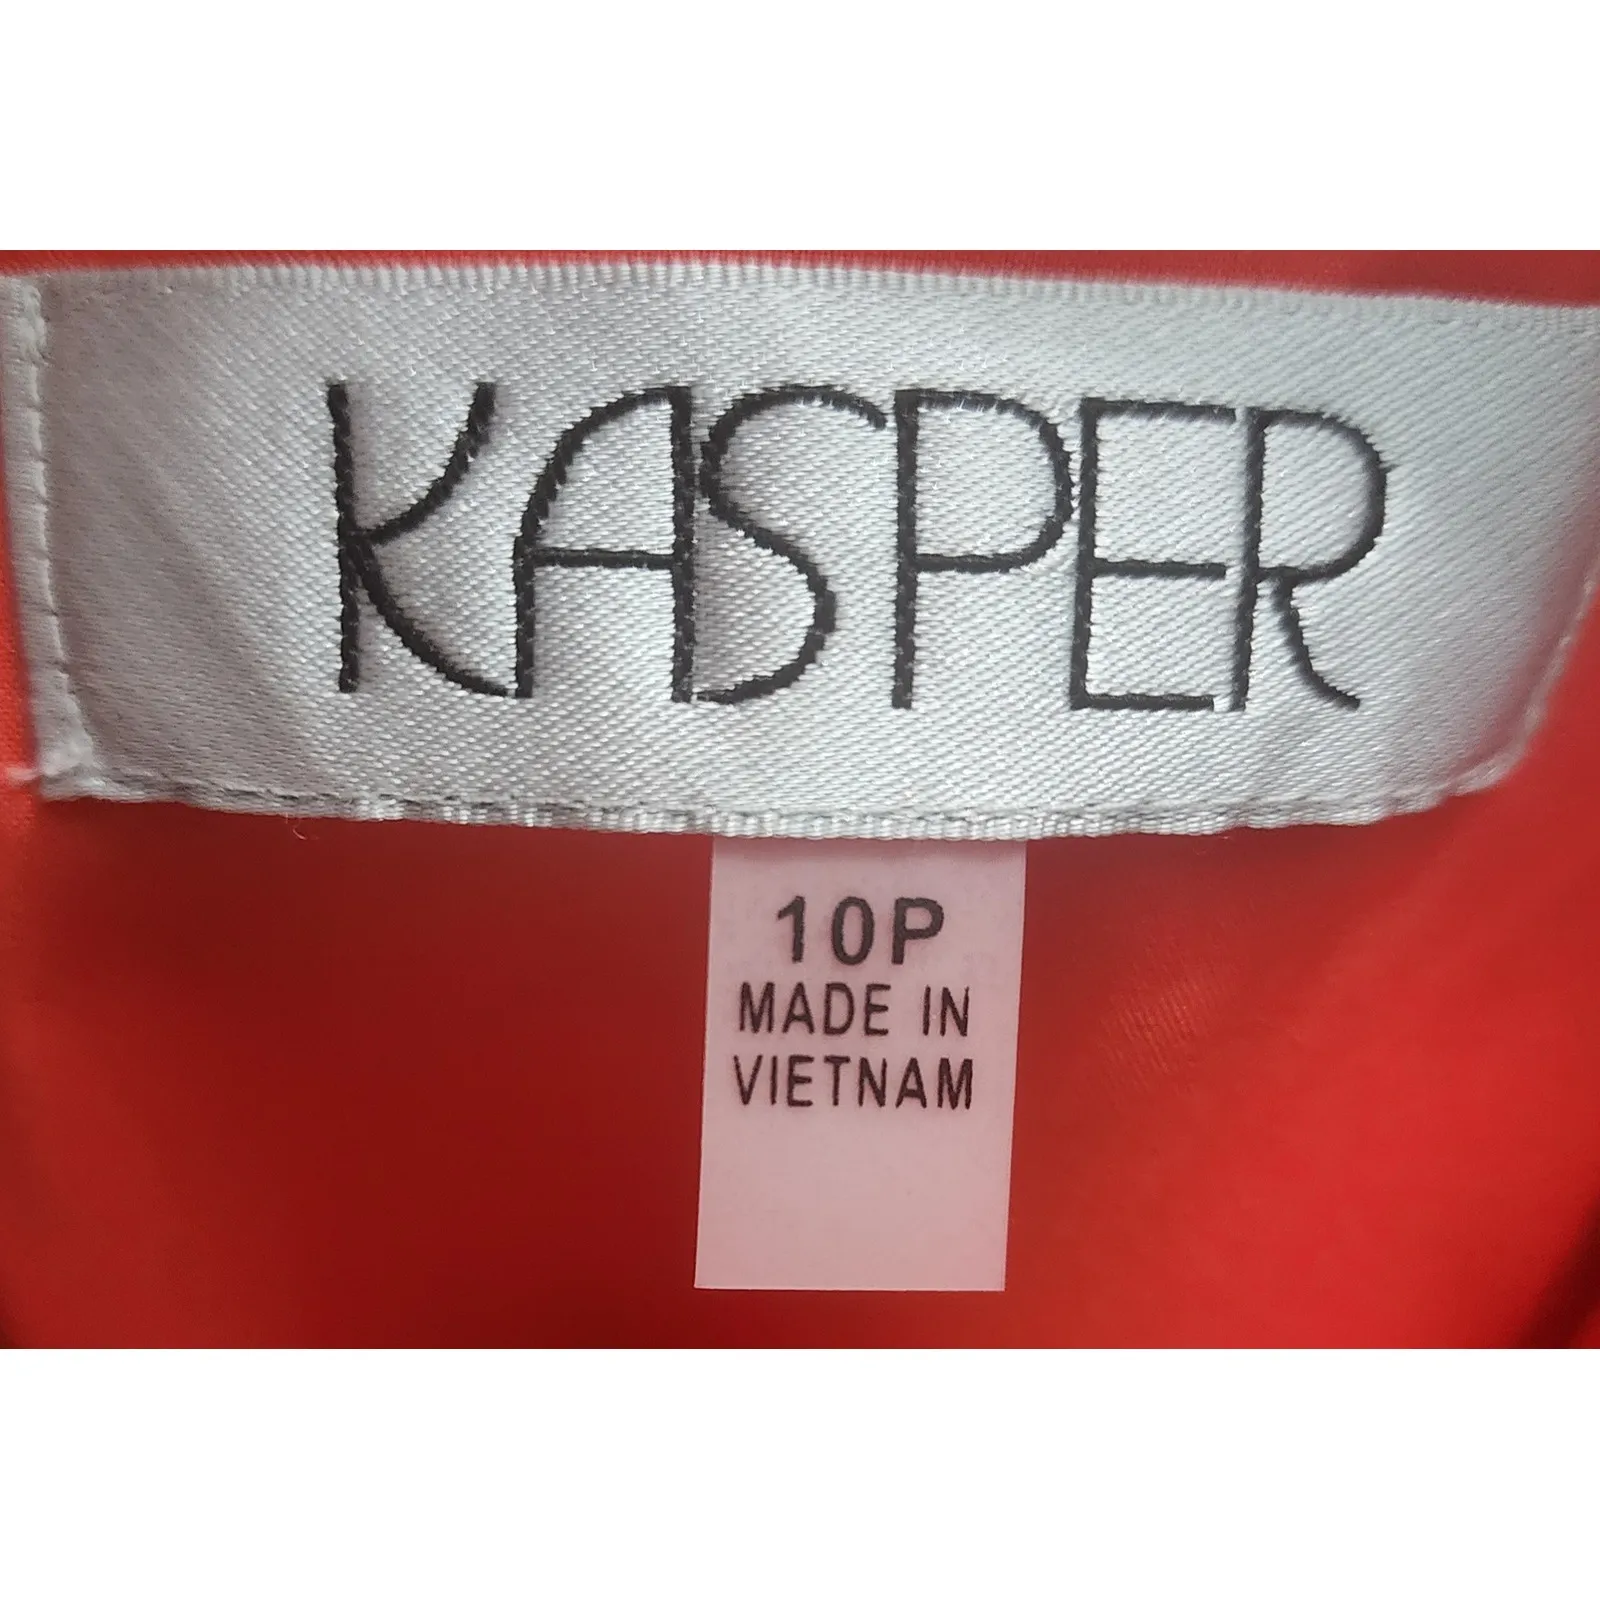 KASPER
10P
MADE IN
VIETNAM